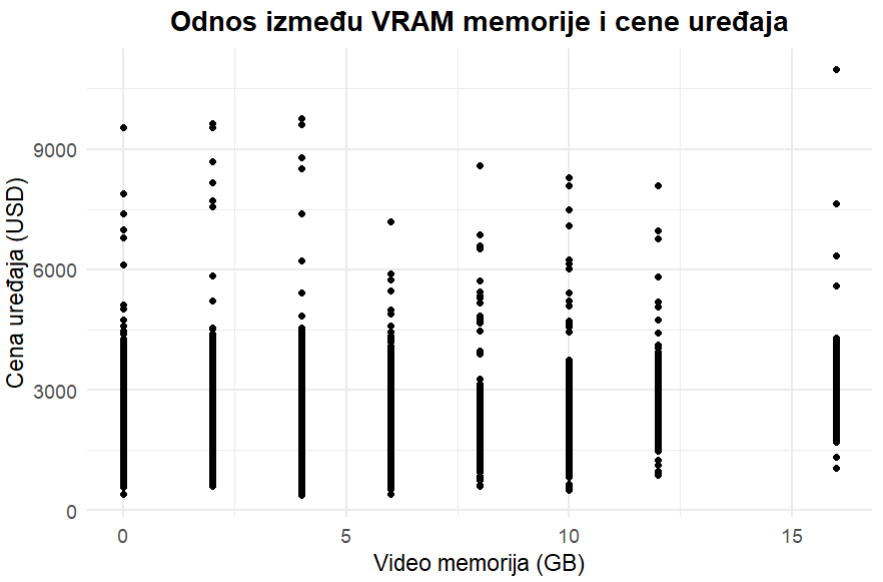 Odnos između VRAM memorije i cene uređaja
Cena uređaja (USD)
9000
6000
3000
0
0 5 10 15
Video memorija (GB)